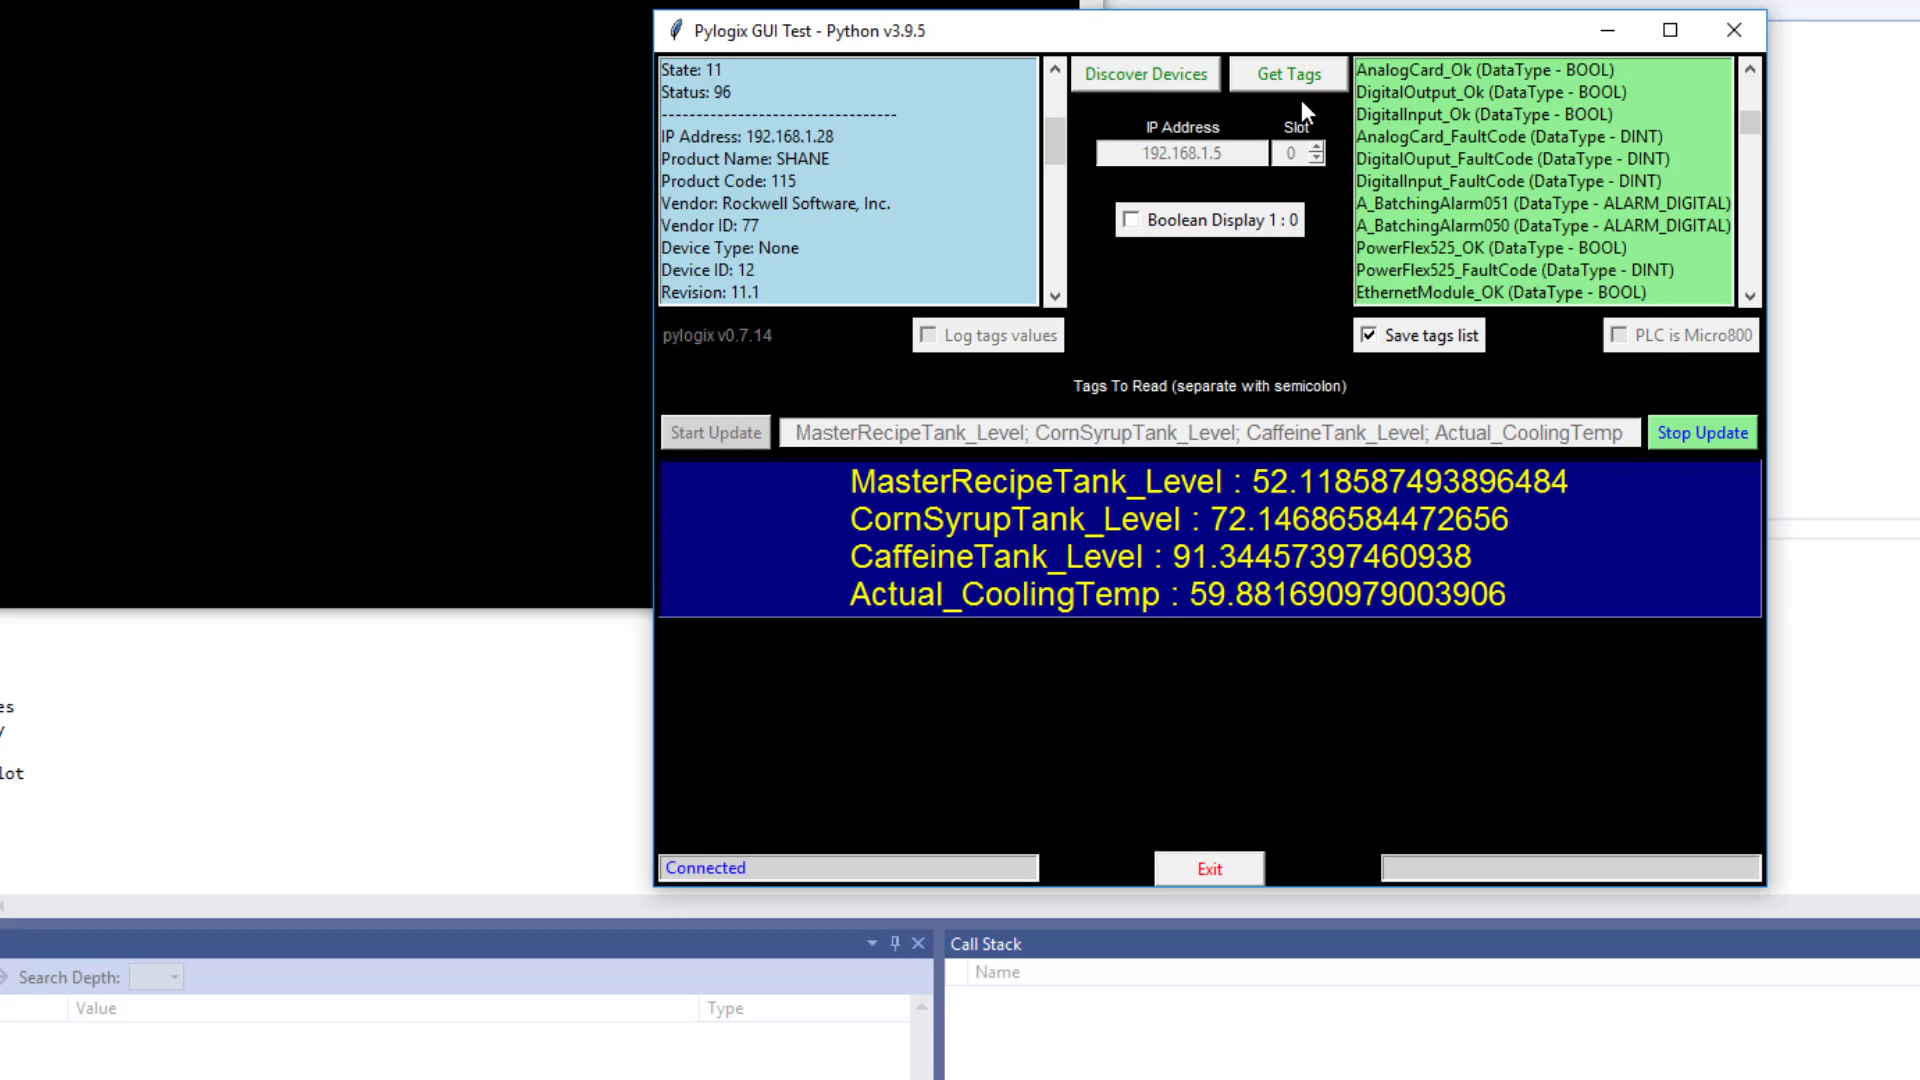 Pylogix GUI Test - Python v3.9.5
State: 11
Status: 96
---------------------------------
IP Address: 192.168.1.28
Product Name: SHANE
Product Code: 115
Vendor: Rockwell Software, Inc.
Vendor ID: 77
Device Type: None
Device ID: 12
Revision: 11.1
Discover Devices
Get Tags
IP Address
Slot
192.168.1.5
0
Boolean Display 1 : 0
AnalogCard_Ok (DataType - BOOL)
DigitalOutput_Ok (DataType - BOOL)
DigitalInput_Ok (DataType - BOOL)
AnalogCard_FaultCode (DataType - DINT)
DigitalOuput_FaultCode (DataType - DINT)
DigitalInput_FaultCode (DataType - DINT)
A_BatchingAlarm051 (DataType - ALARM_DIGITAL)
A_BatchingAlarm050 (DataType - ALARM_DIGITAL)
PowerFlex525_OK (DataType - BOOL)
PowerFlex525_FaultCode (DataType - DINT)
EthernetModule_OK (DataType - BOOL)
pylogix v0.7.14
Log tags values
Save tags list
PLC is Micro800
Tags To Read (separate with semicolon)
Start Update
MasterRecipeTank_Level; CornSyrupTank_Level; CaffeineTank_Level; Actual_CoolingTemp
Stop Update
MasterRecipeTank_Level : 52.118587493896484
CornSyrupTank_Level : 72.14686584472656
CaffeineTank_Level : 91.34457397460938
Actual_CoolingTemp : 59.881690979003906
es
y
lot
Connected
Exit
Call Stack
Search Depth:
Name
Value
Type